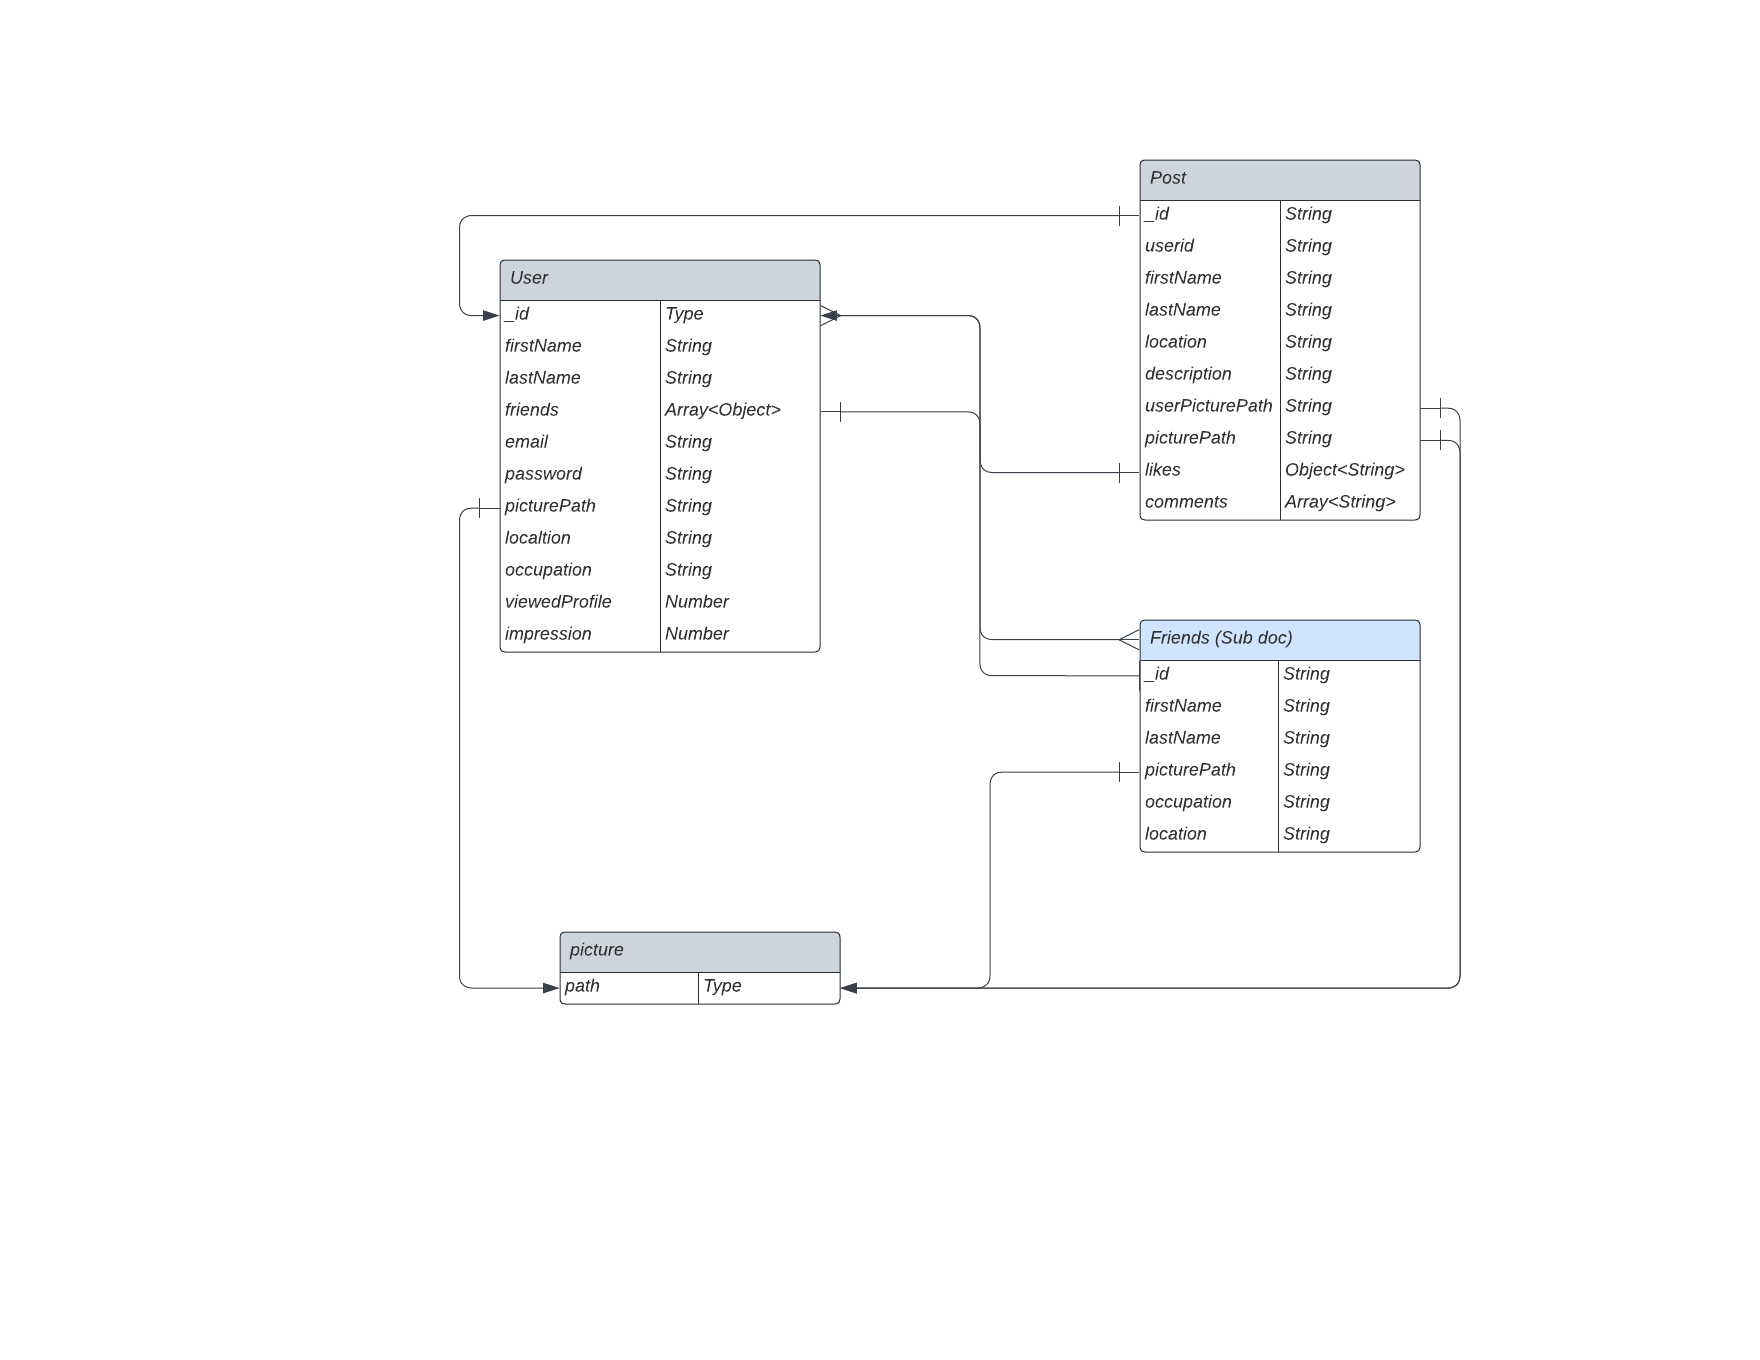 Post
_id String
userid String
firstName String
lastName String
location String
description String
userPicturePath String
picturePath String
likes Object<String>
comments Array<String>
User
_id Type
firstName String
lastName String
friends Array<Object>
email String
password String
picturePath String
localtion String
occupation String
viewedProfile Number
impression Number
Friends (Sub doc)
_id String
firstName String
lastName String
picturePath String
occupation String
location String
picture
path Type